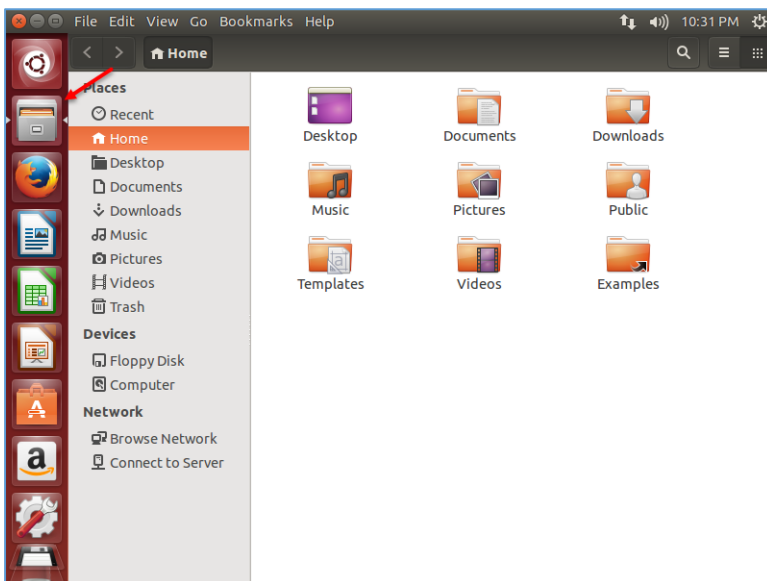 File Edit View Go Bookmarks Help 10:31 PM
Home
Places
Recent
Home
Desktop
Documents
Downloads
Music
Pictures
Videos
Trash
Devices
Floppy Disk
Computer
Network
Browse Network
Connect to Server
Desktop Documents Downloads
Music Pictures Public
Templates Videos Examples
a
A
a